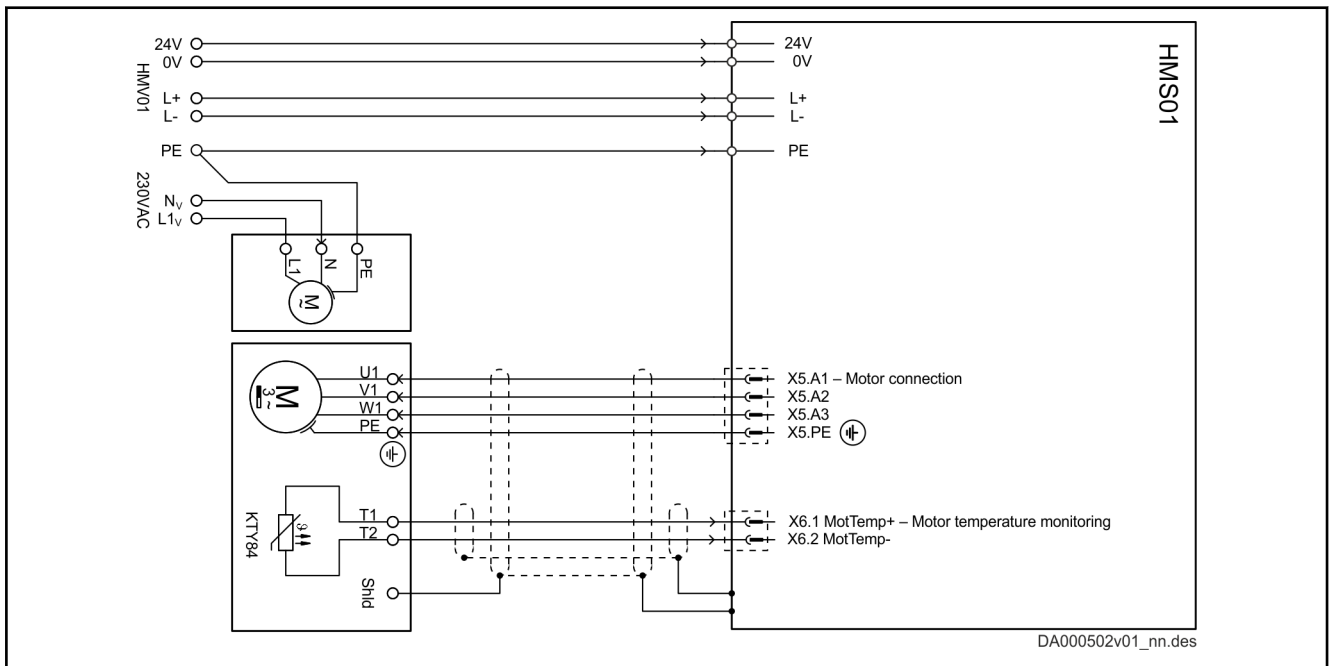 24V
0V
HMV01
L+
L-
PE
230VAC
Nᵥ
L1ᵥ
L1
N
PE
M
~
24V
0V
L+
L-
PE
HMS01
M
3 ~
U1
V1
W1
PE
X5.A1 – Motor connection
X5.A2
X5.A3
X5.PE
KTY84
ϑ
T1
T2
Shld
X6.1 MotTemp+ – Motor temperature monitoring
X6.2 MotTemp-
DA000502v01_nn.des